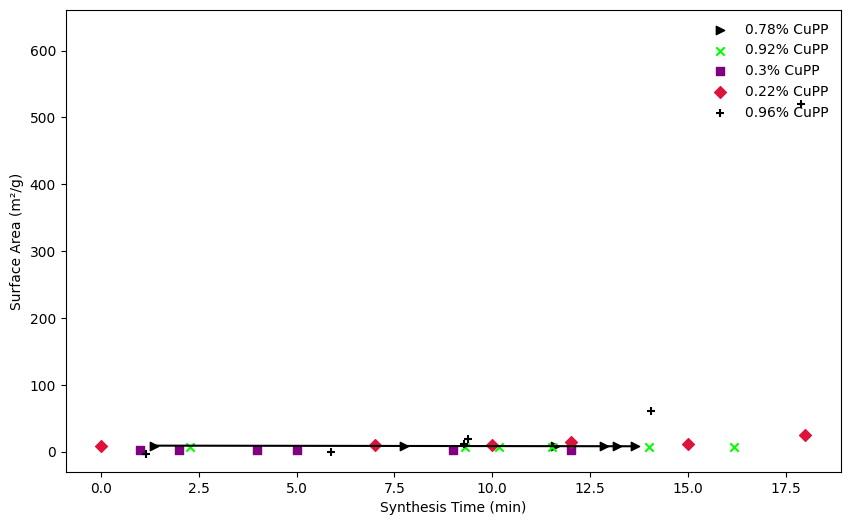 600
500
400
300
200
100
0
Surface Area (m²/g)
0.78% CuPP
0.92% CuPP
0.3% CuPP
0.22% CuPP
0.96% CuPP
0.0 2.5 5.0 7.5 10.0 12.5 15.0 17.5
Synthesis Time (min)